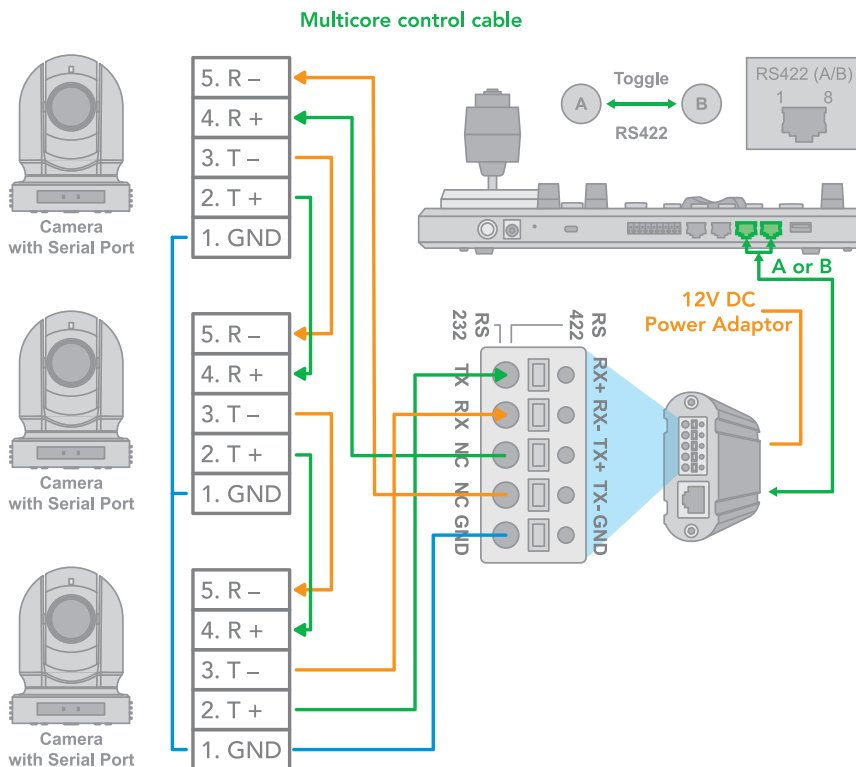 Multicore control cable
Camera
with Serial Port
5. R –
4. R +
3. T –
2. T +
1. GND
Camera
with Serial Port
5. R –
4. R +
3. T –
2. T +
1. GND
Camera
with Serial Port
5. R –
4. R +
3. T –
2. T +
1. GND
A
Toggle
RS422
B
RS422 (A/B)
1 8
A or B
12V DC
Power Adaptor
RS
232
RS
422
TX
RX
NC
NC
GND
RX+
RX-
TX+
TX-
GND